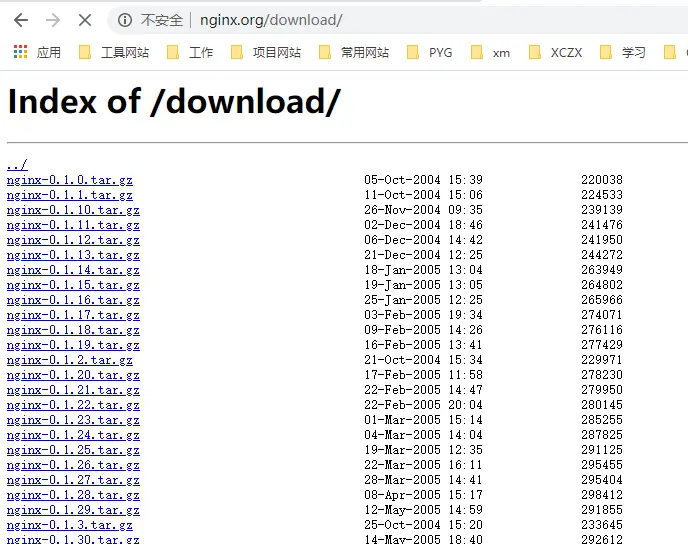 不安全 nginx.org/download/
应用 工具网站 工作 项目网站 常用网站 PYG xm XCZX 学习
Index of /download/
../
nginx-0.1.0.tar.gz 05-Oct-2004 15:39 220038
nginx-0.1.1.tar.gz 11-Oct-2004 15:06 224533
nginx-0.1.10.tar.gz 26-Nov-2004 09:35 239139
nginx-0.1.11.tar.gz 02-Dec-2004 18:46 241476
nginx-0.1.12.tar.gz 06-Dec-2004 14:42 241950
nginx-0.1.13.tar.gz 21-Dec-2004 12:25 244272
nginx-0.1.14.tar.gz 18-Jan-2005 13:04 263949
nginx-0.1.15.tar.gz 19-Jan-2005 13:05 264802
nginx-0.1.16.tar.gz 25-Jan-2005 12:25 265966
nginx-0.1.17.tar.gz 03-Feb-2005 19:34 274071
nginx-0.1.18.tar.gz 09-Feb-2005 14:26 276116
nginx-0.1.19.tar.gz 16-Feb-2005 13:41 277429
nginx-0.1.2.tar.gz 21-Oct-2004 15:34 229971
nginx-0.1.20.tar.gz 17-Feb-2005 11:58 278230
nginx-0.1.21.tar.gz 22-Feb-2005 14:47 279950
nginx-0.1.22.tar.gz 22-Feb-2005 20:04 280145
nginx-0.1.23.tar.gz 01-Mar-2005 15:14 285255
nginx-0.1.24.tar.gz 04-Mar-2005 14:04 287825
nginx-0.1.25.tar.gz 19-Mar-2005 12:35 291125
nginx-0.1.26.tar.gz 22-Mar-2005 16:11 295455
nginx-0.1.27.tar.gz 28-Mar-2005 14:41 295404
nginx-0.1.28.tar.gz 08-Apr-2005 15:17 298412
nginx-0.1.29.tar.gz 12-May-2005 14:59 291855
nginx-0.1.3.tar.gz 25-Oct-2004 15:20 233645
nginx-0.1.30.tar.gz 14-May-2005 18:40 292612